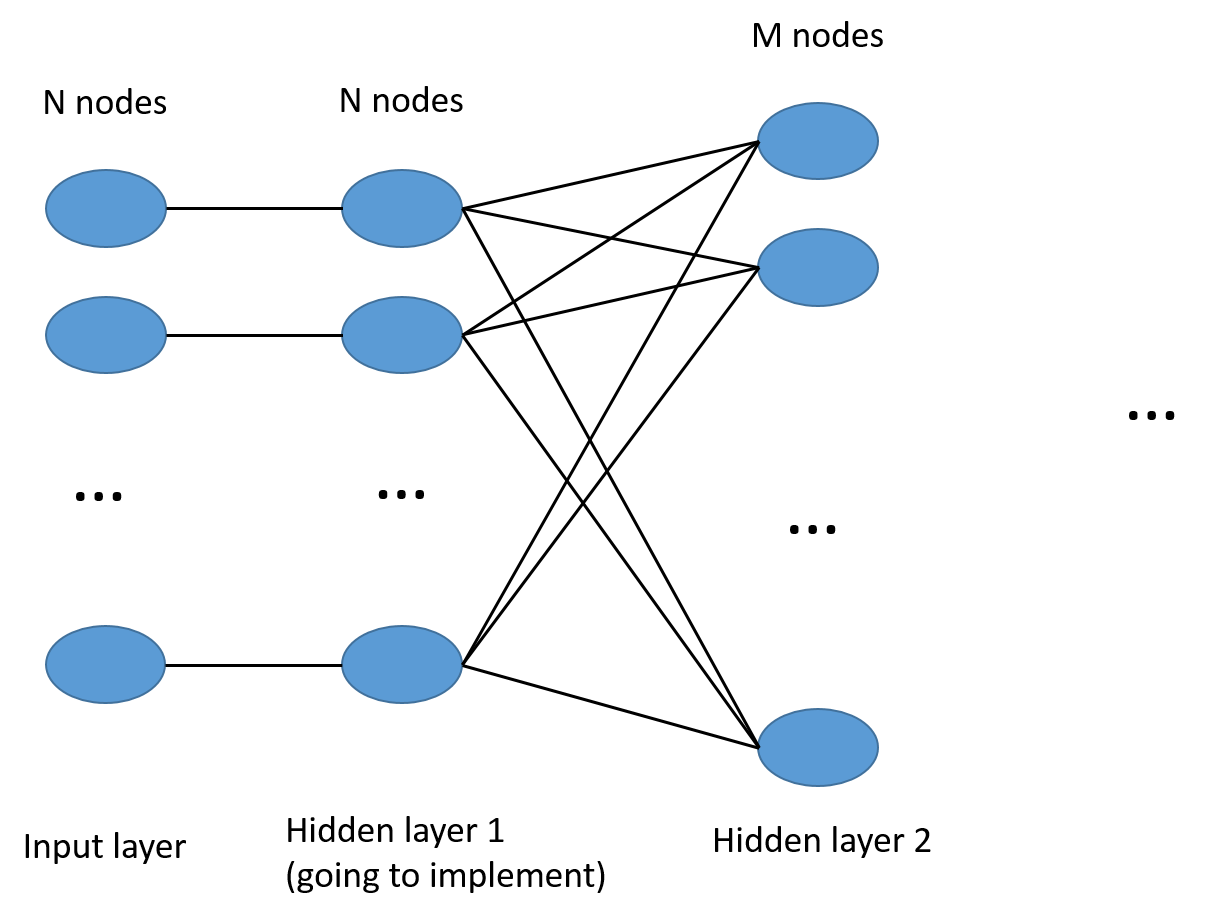 M nodes
N nodes
N nodes
...
...
...
...
Input layer
Hidden layer 1
(going to implement)
Hidden layer 2